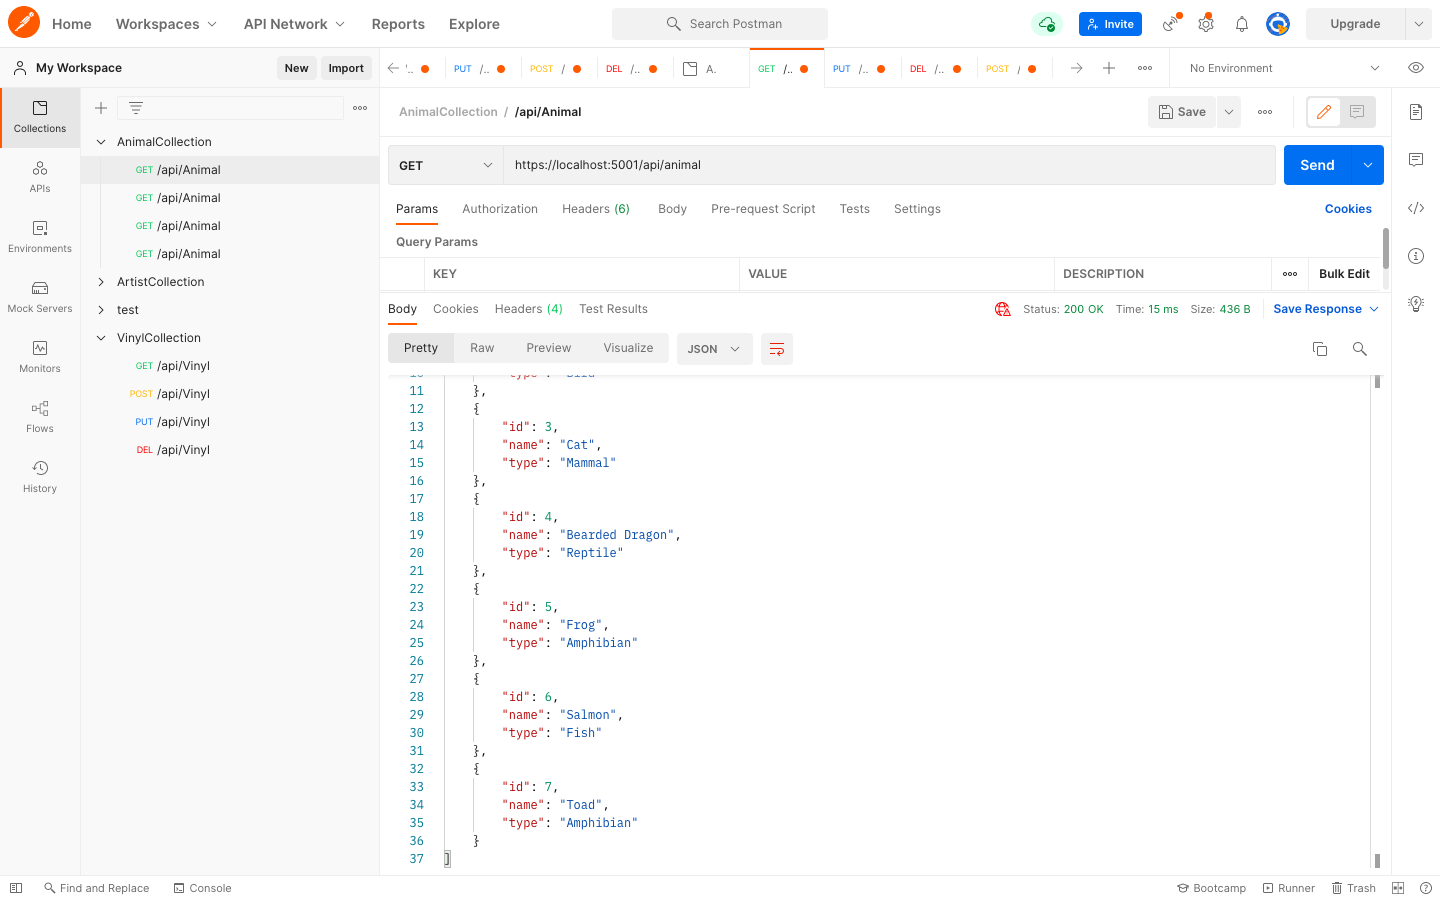 Home Workspaces API Network Reports Explore Search Postman Invite Upgrade
My Workspace New Import
'.. PUT /.. POST / DEL /.. A. GET /.. PUT /.. DEL /.. POST / No Environment
Collections
APIs
Environments
Mock Servers
Monitors
Flows
History
AnimalCollection
GET /api/Animal
GET /api/Animal
GET /api/Animal
GET /api/Animal
ArtistCollection
test
VinylCollection
GET /api/Vinyl
POST /api/Vinyl
PUT /api/Vinyl
DEL /api/Vinyl
AnimalCollection / /api/Animal Save
GET https://localhost:5001/api/animal Send
Params Authorization Headers (6) Body Pre-request Script Tests Settings Cookies
Query Params
KEY VALUE DESCRIPTION Bulk Edit
Body Cookies Headers (4) Test Results Status: 200 OK Time: 15 ms Size: 436 B Save Response
Pretty Raw Preview Visualize JSON
11 },
12 {
13 "id": 3,
14 "name": "Cat",
15 "type": "Mammal"
16 },
17 {
18 "id": 4,
19 "name": "Bearded Dragon",
20 "type": "Reptile"
21 },
22 {
23 "id": 5,
24 "name": "Frog",
25 "type": "Amphibian"
26 },
27 {
28 "id": 6,
29 "name": "Salmon",
30 "type": "Fish"
31 },
32 {
33 "id": 7,
34 "name": "Toad",
35 "type": "Amphibian"
36 }
37 ]
Find and Replace Console Bootcamp Runner Trash